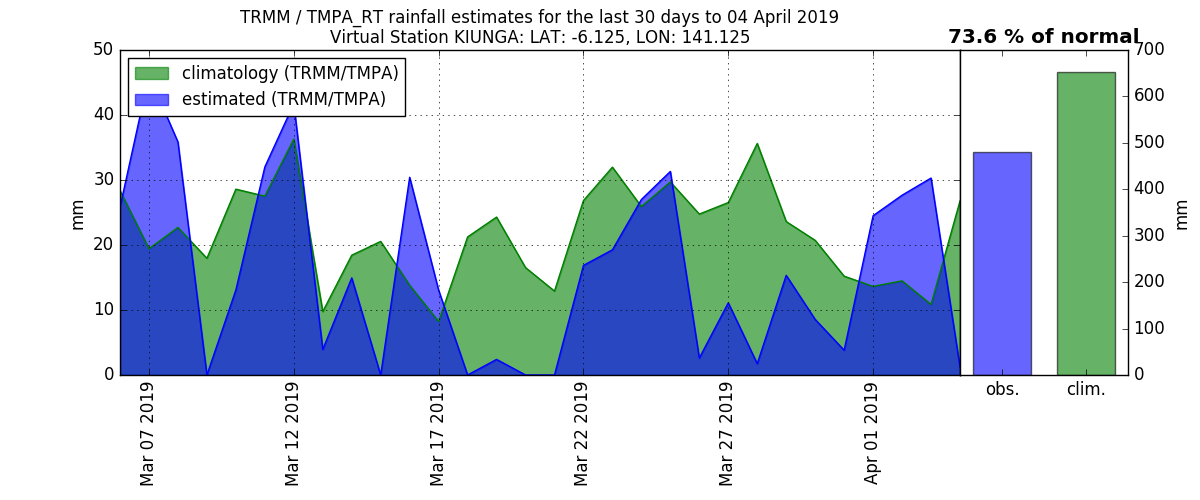 TRMM / TMPA_RT rainfall estimates for the last 30 days to 04 April 2019
Virtual Station KIUNGA: LAT: -6.125, LON: 141.125
73.6 % of normal
climatology (TRMM/TMPA)
estimated (TRMM/TMPA)
50
40
30
20
10
0
mm
Mar 07 2019
Mar 12 2019
Mar 17 2019
Mar 22 2019
Mar 27 2019
Apr 01 2019
obs.
clim.
700
600
500
400
300
200
100
0
mm